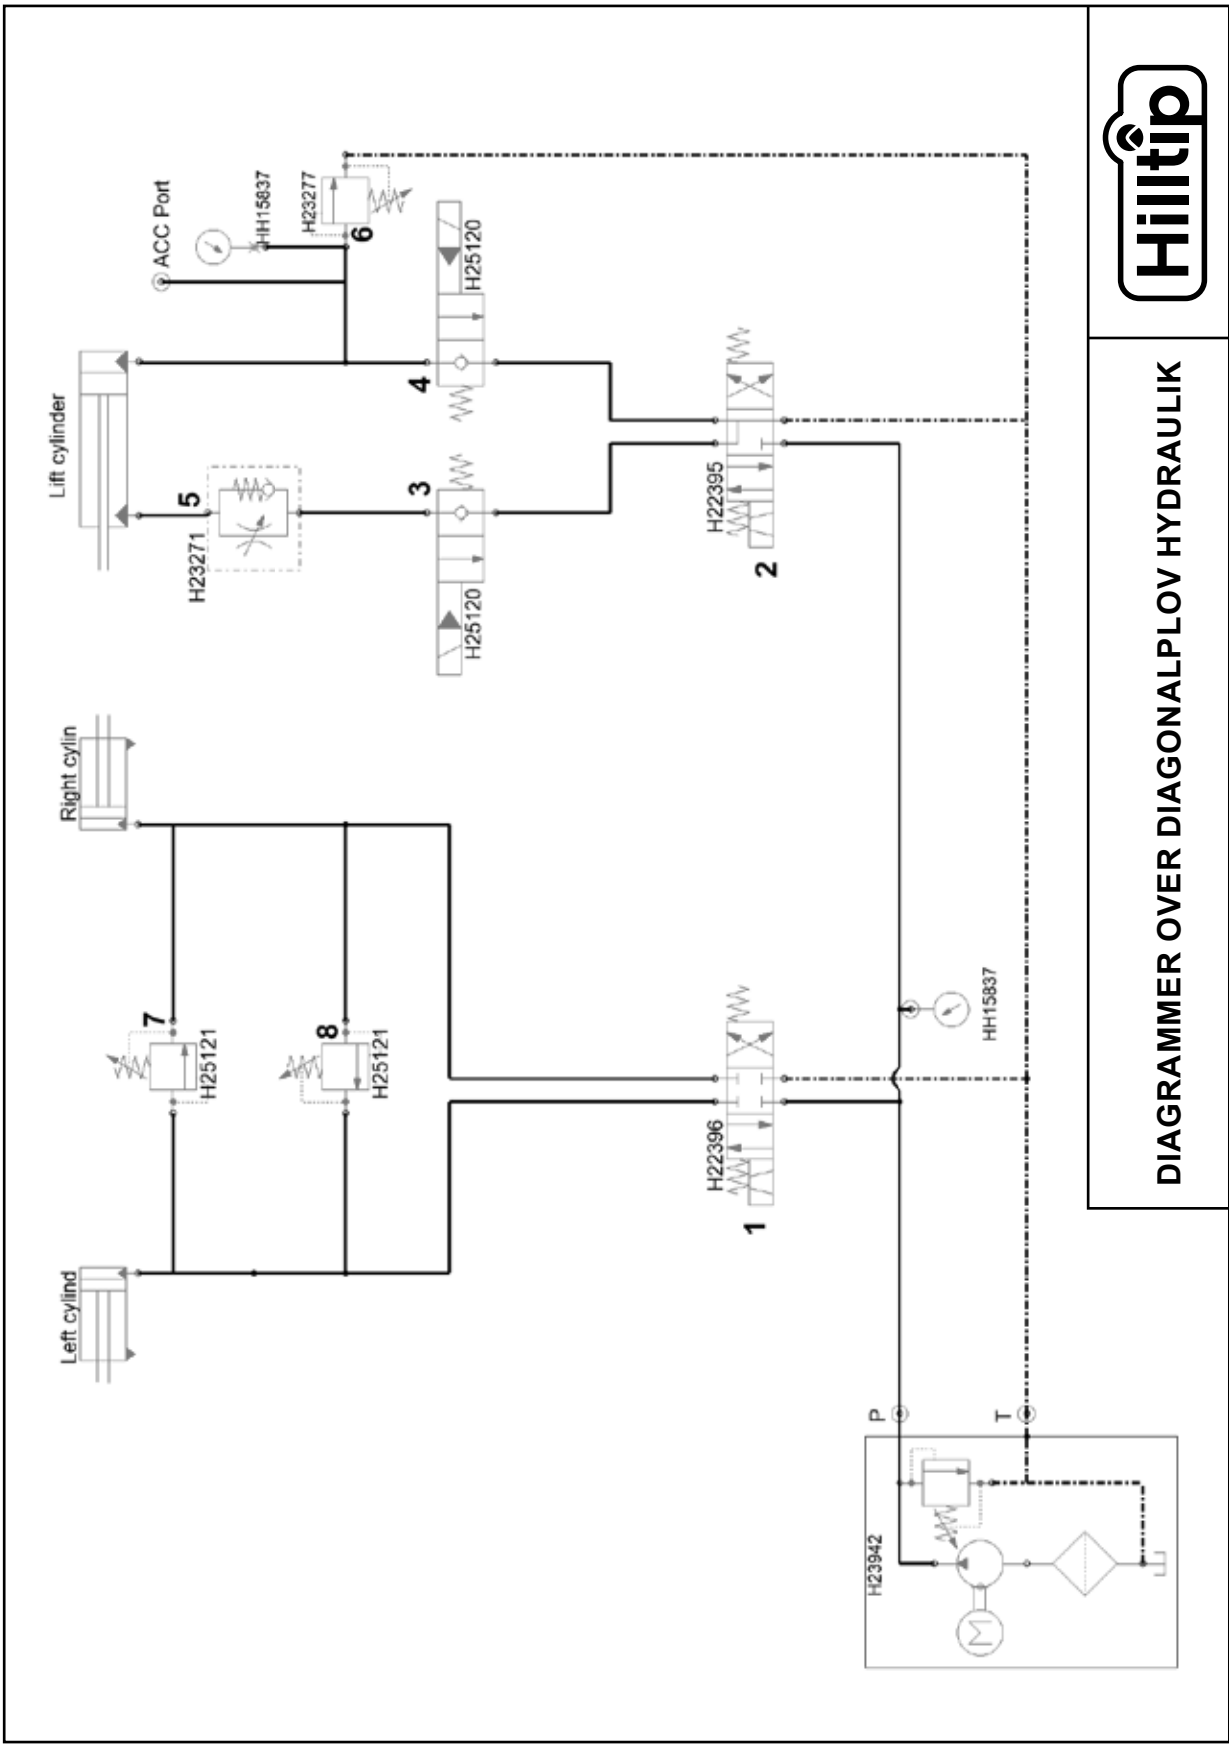 Left cylind
Right cylin
Lift cylinder
ACC Port
HH15837
H23277
6
5
H23271
4
H25120
3
H25120
7
H25121
8
H25121
H22395
2
H22396
1
HH15837
P
T
H23942
M
DIAGRAMMER OVER DIAGONALPLOV HYDRAULIK
Hilltip